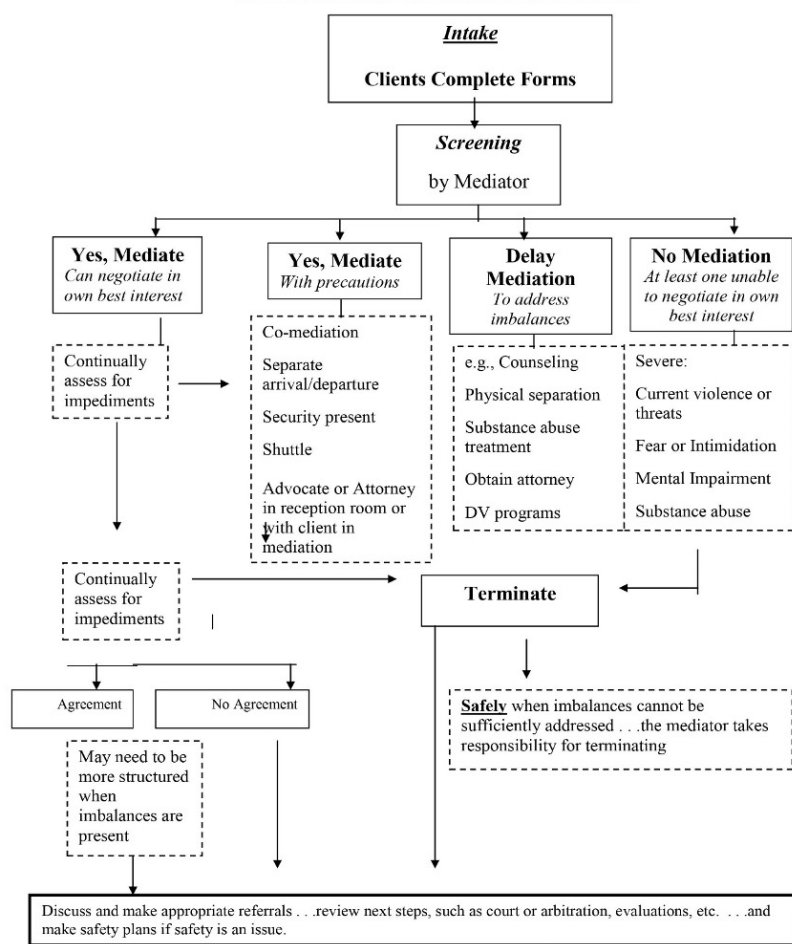 Intake
Clients Complete Forms
Screening
by Mediator
Yes, Mediate
Can negotiate in
own best interest
Yes, Mediate
With precautions
Delay
Mediation
To address
imbalances
No Mediation
At least one unable
to negotiate in own
best interest
Continually
assess for
impediments
Co-mediation
Separate
arrival/departure
Security present
Shuttle
Advocate or Attorney
in reception room or
with client in
mediation
e.g., Counseling
Physical separation
Substance abuse
treatment
Obtain attorney
DV programs
Severe:
Current violence or
threats
Fear or Intimidation
Mental Impairment
Substance abuse
Continually
assess for
impediments
Terminate
Agreement
No Agreement
Safely when imbalances cannot be
sufficiently addressed . . .the mediator takes
responsibility for terminating
May need to be
more structured
when
imbalances are
present
Discuss and make appropriate referrals . . .review next steps, such as court or arbitration, evaluations, etc. . . .and
make safety plans if safety is an issue.